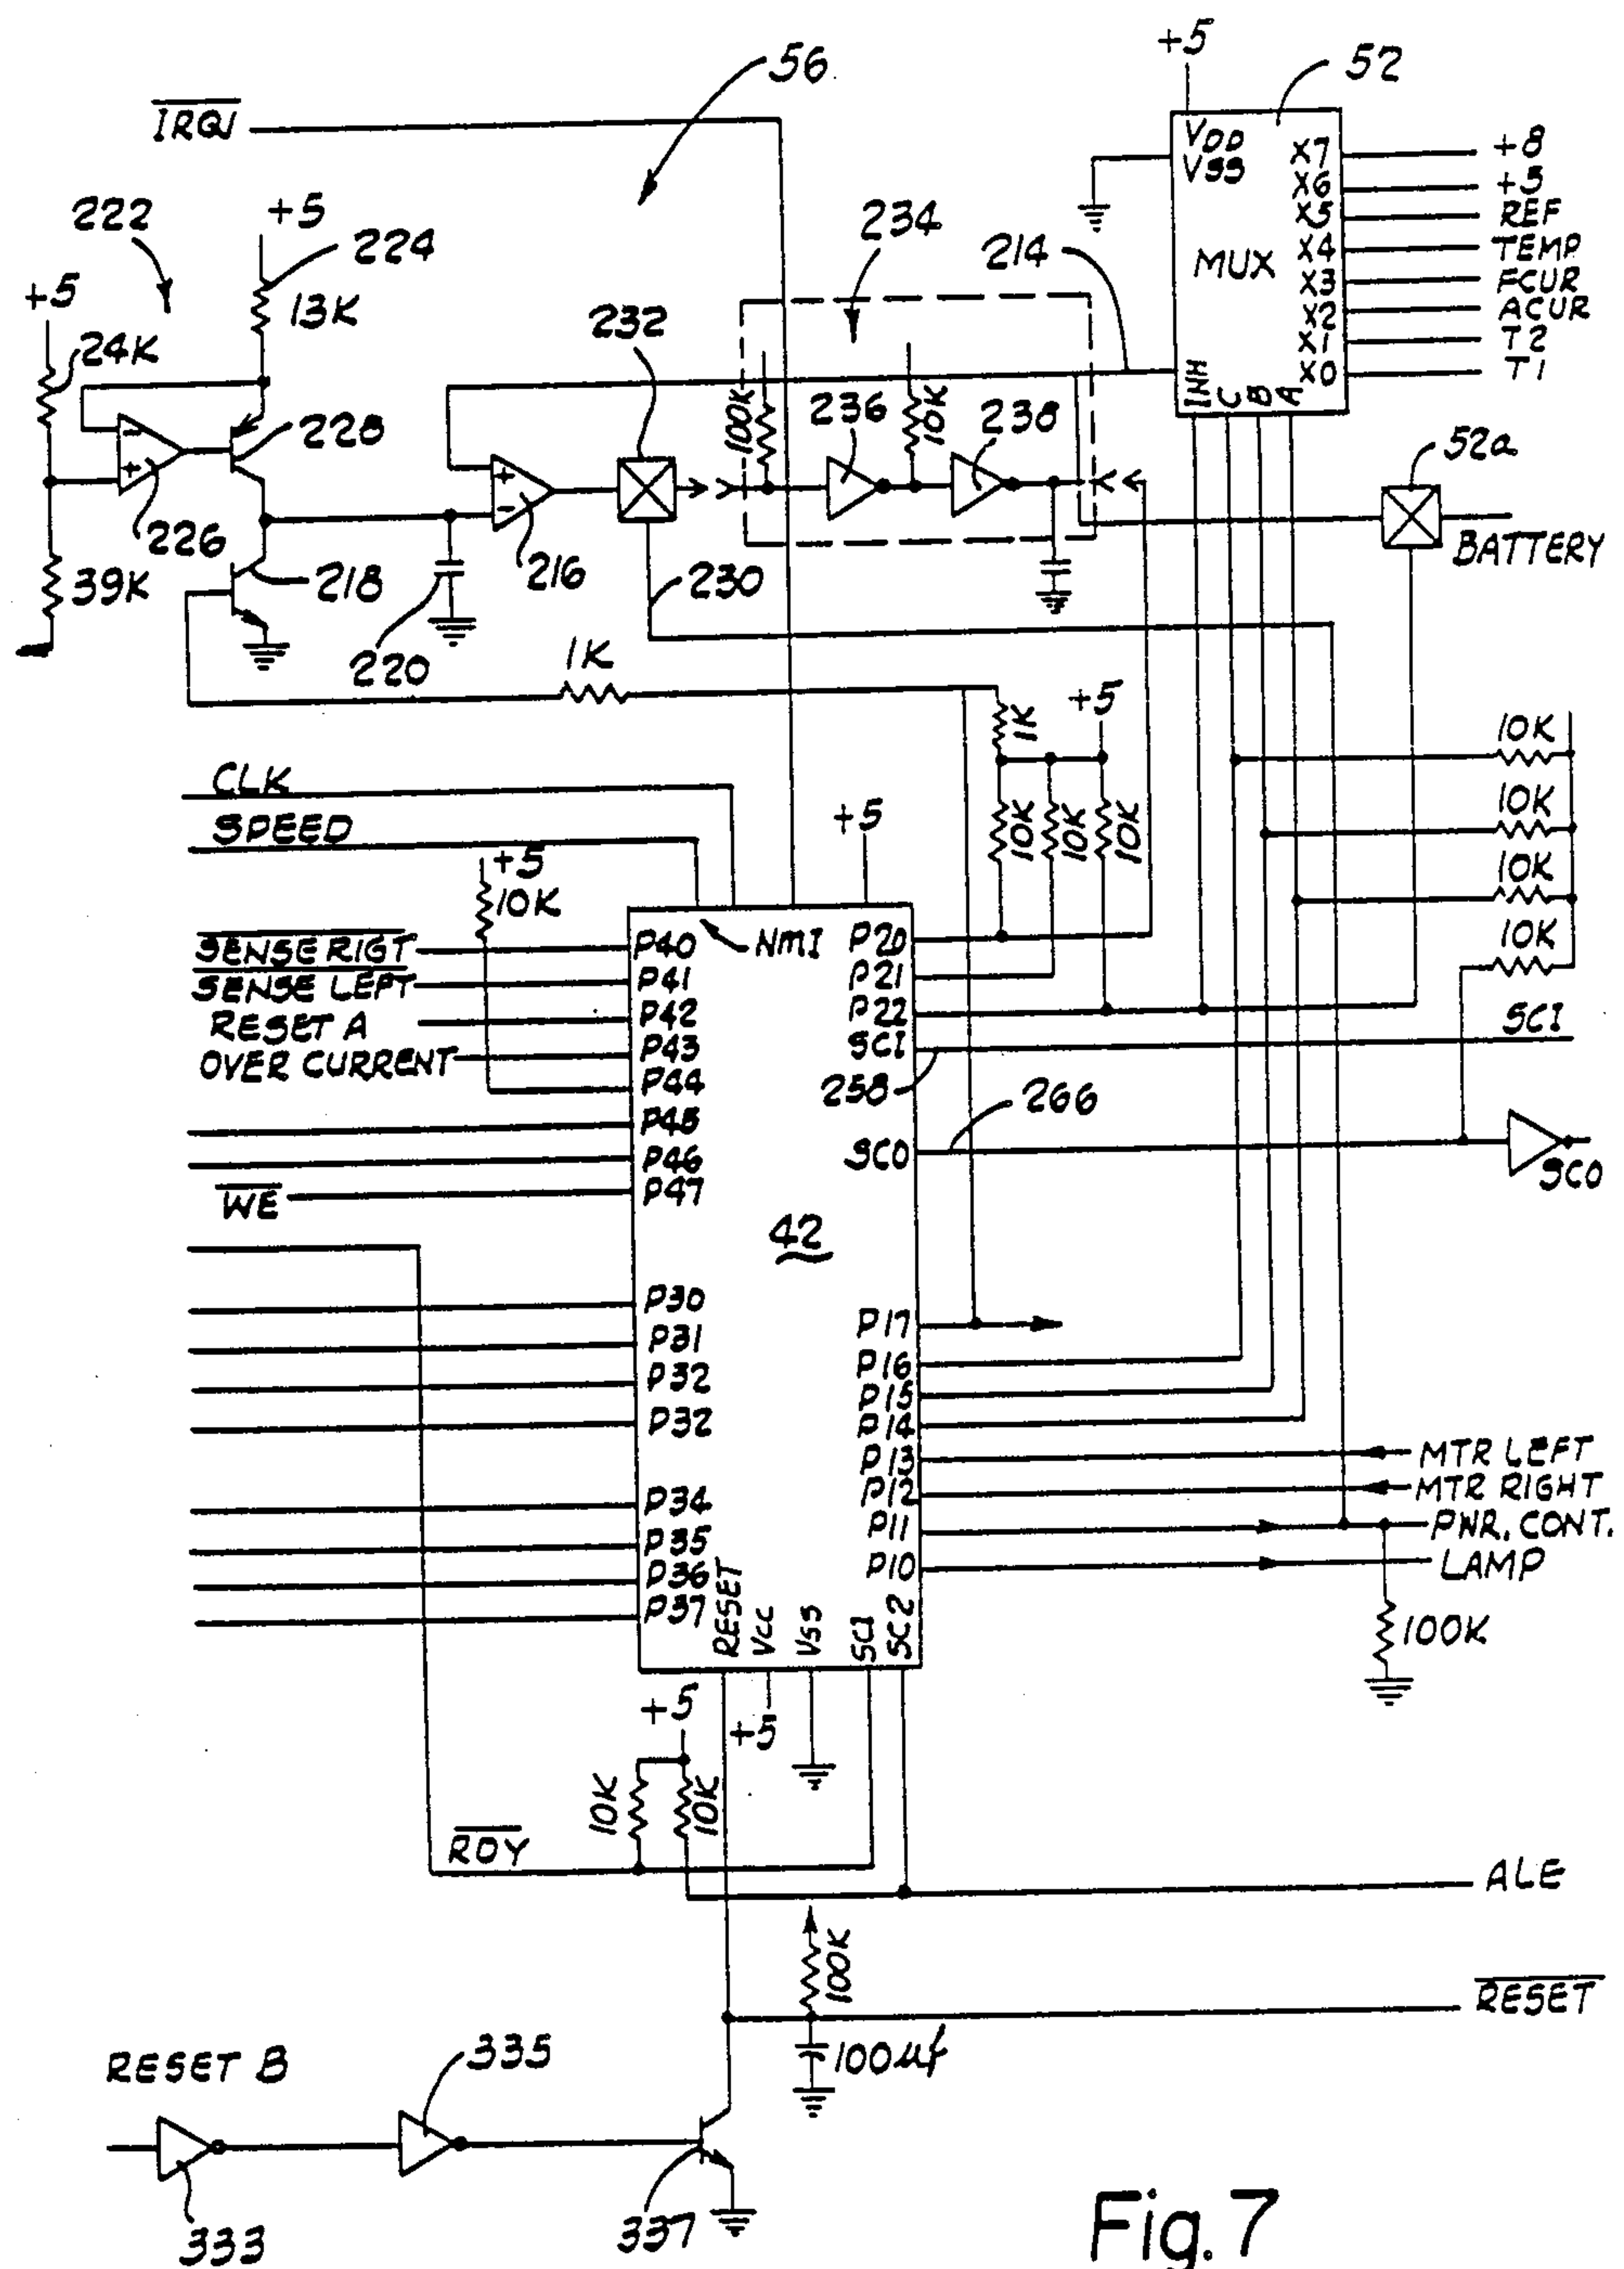 56
+5
52
IRQ1
VDD
VSS
MUX
X7
X6
X5
X4
X3
X2
X1
X0
INH
C
B
A
+8
+5
REF
TEMP
FCUR
ACUR
T2
T1
222
+5
224
13K
+5
24K
39K
-
+
226
228
218
220
232
234
214
100K
236
10K
238
+
-
216
230
52a
BATTERY
1K
1K
+5
10K
10K
10K
10K
10K
10K
10K
CLK
SPEED
+5
+5
10K
NMI
SENSE RIGT
SENSE LEFT
RESET A
OVER CURRENT
WE
P40
P41
P42
P43
P44
P45
P46
P47
42
P30
P31
P32
P32
P34
P35
P36
P37
P20
P21
P22
SCI
SCO
P17
P16
P15
P14
P13
P12
P11
P10
RESET
VCC
VSS
SC1
SC2
SCI
258
266
SCO
MTR LEFT
MTR RIGHT
PWR. CONT.
LAMP
100K
+5
+5
10K
10K
RDY
ALE
100K
RESET
100µf
RESET B
335
333
337
Fig. 7